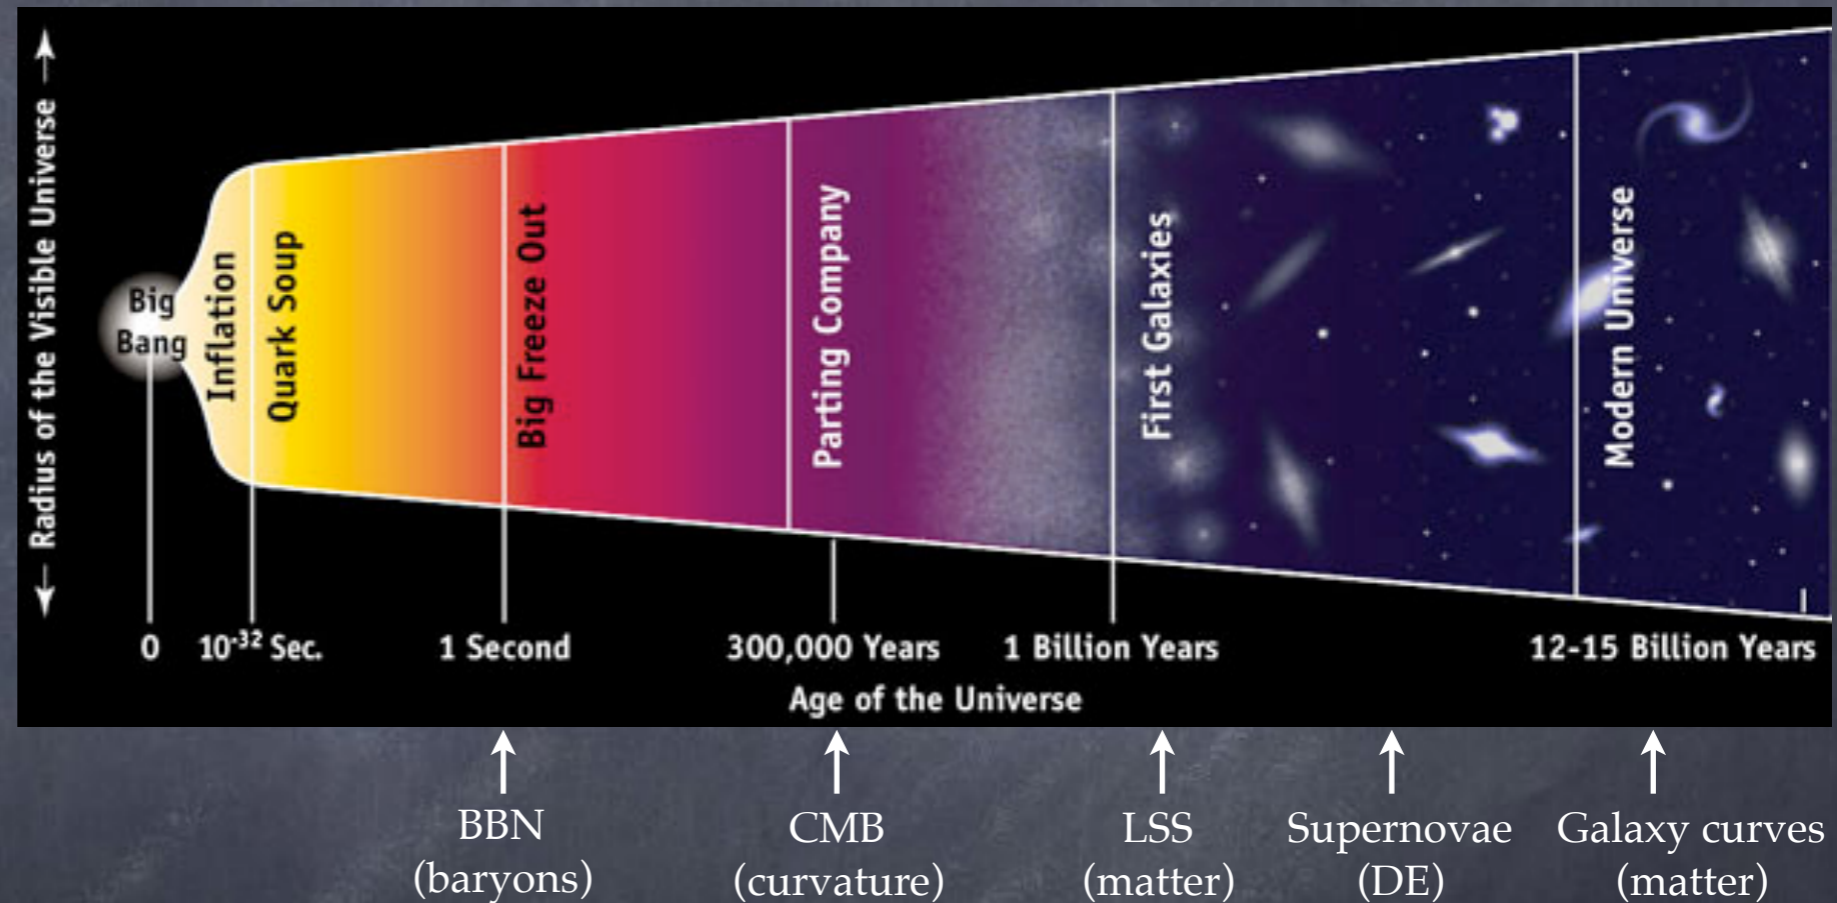 ← Radius of the Visible Universe →
Big
Bang
Inflation
Quark Soup
Big Freeze Out
Parting Company
First Galaxies
Modern Universe
0
10⁻³² Sec.
1 Second
300,000 Years
1 Billion Years
12-15 Billion Years
Age of the Universe
BBN
(baryons)
CMB
(curvature)
LSS
(matter)
Supernovae
(DE)
Galaxy curves
(matter)